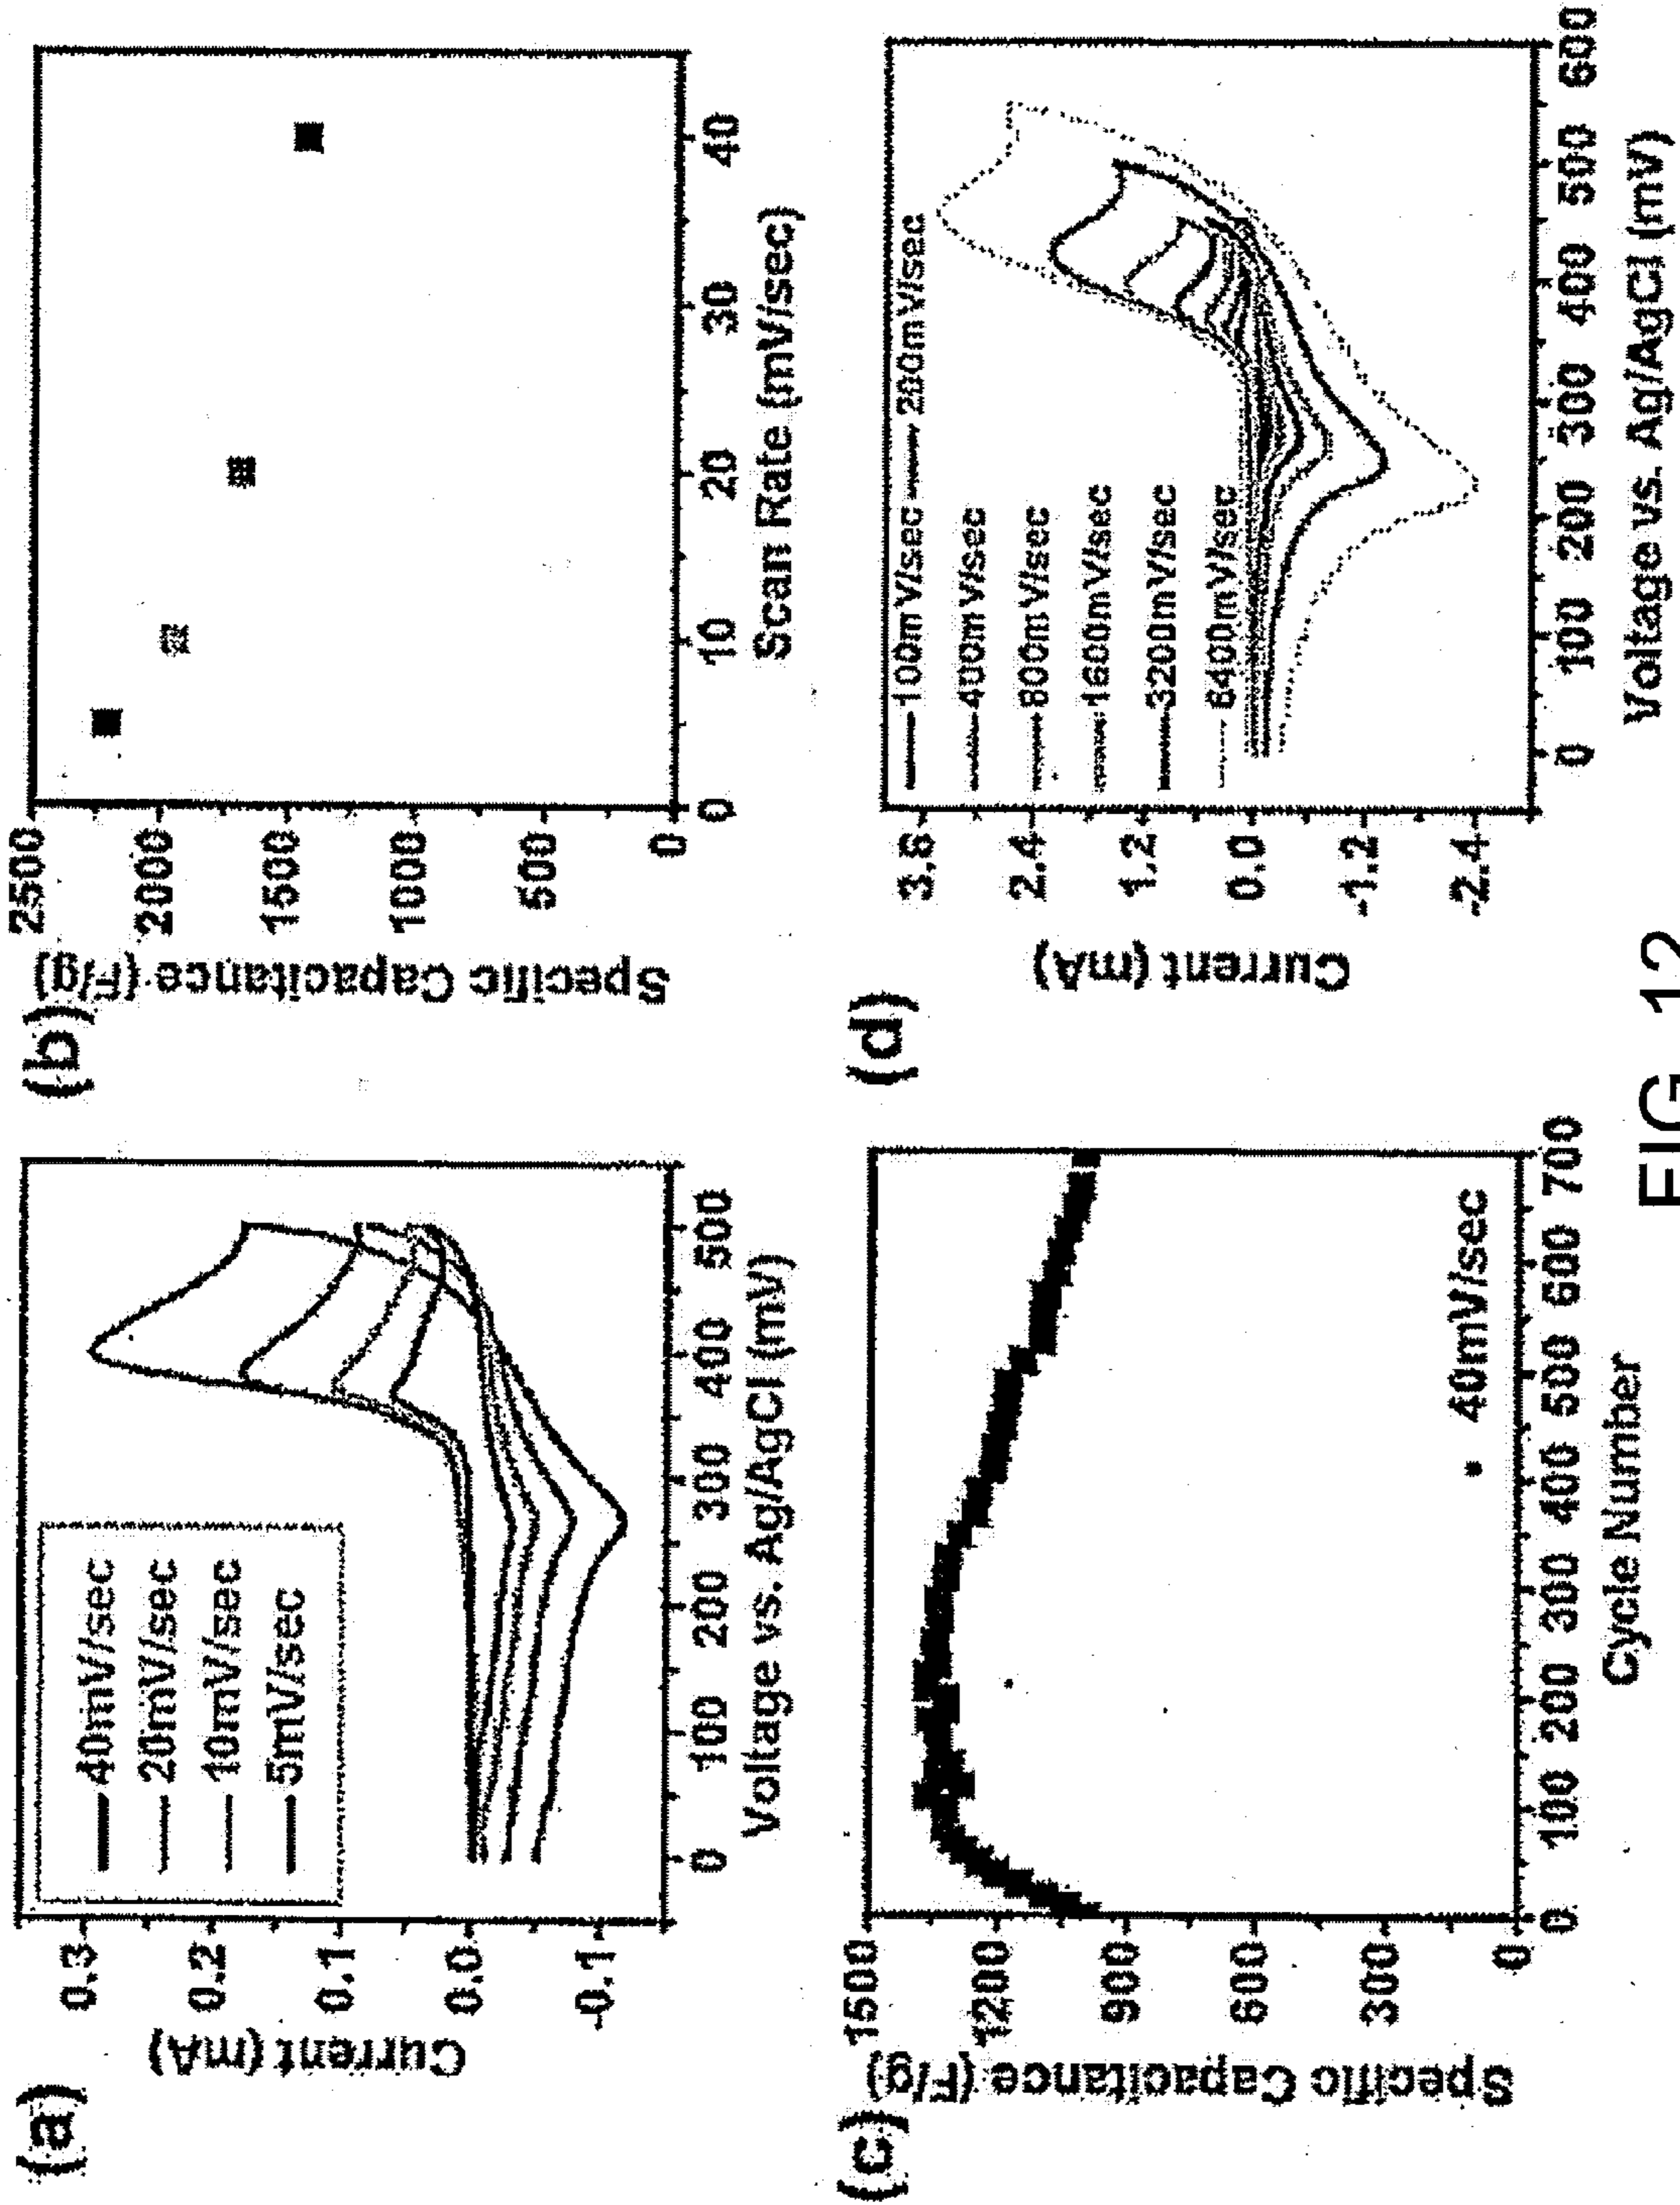 (a)
Current (mA)
0.3
0.2
0.1
0.0
-0.1
40mV/sec
20mV/sec
10mV/sec
5mV/sec
0 100 200 300 400 500
Voltage vs. Ag/AgCl (mV)
(b)
Specific Capacitance (F/g)
2500
2000
1500
1000
500
0
0 10 20 30 40
Scan Rate (mV/sec)
(c)
Specific Capacitance (F/g)
1500
1200
900
600
300
0
40mV/sec
0 100 200 300 400 500 600 700
Cycle Number
(d)
Current (mA)
3.6
2.4
1.2
0.0
-1.2
-2.4
100mV/sec 200mV/sec
400mV/sec
800mV/sec
1600mV/sec
3200mV/sec
6400mV/sec
0 100 200 300 400 500 600
Voltage vs. Ag/AgCl (mV)
FIG. 12